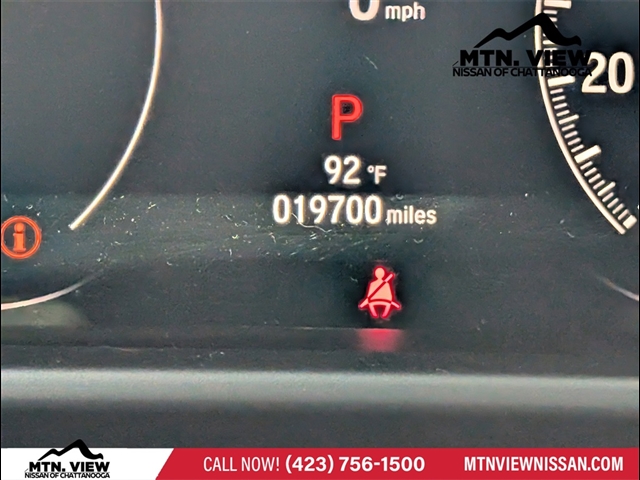 0 mph
MTN. VIEW
NISSAN OF CHATTANOOGA
20
P
92 °F
019700 miles
i
MTN. VIEW
NISSAN OF CHATTANOOGA
CALL NOW! (423) 756-1500
MTNVIEWNISSAN.COM